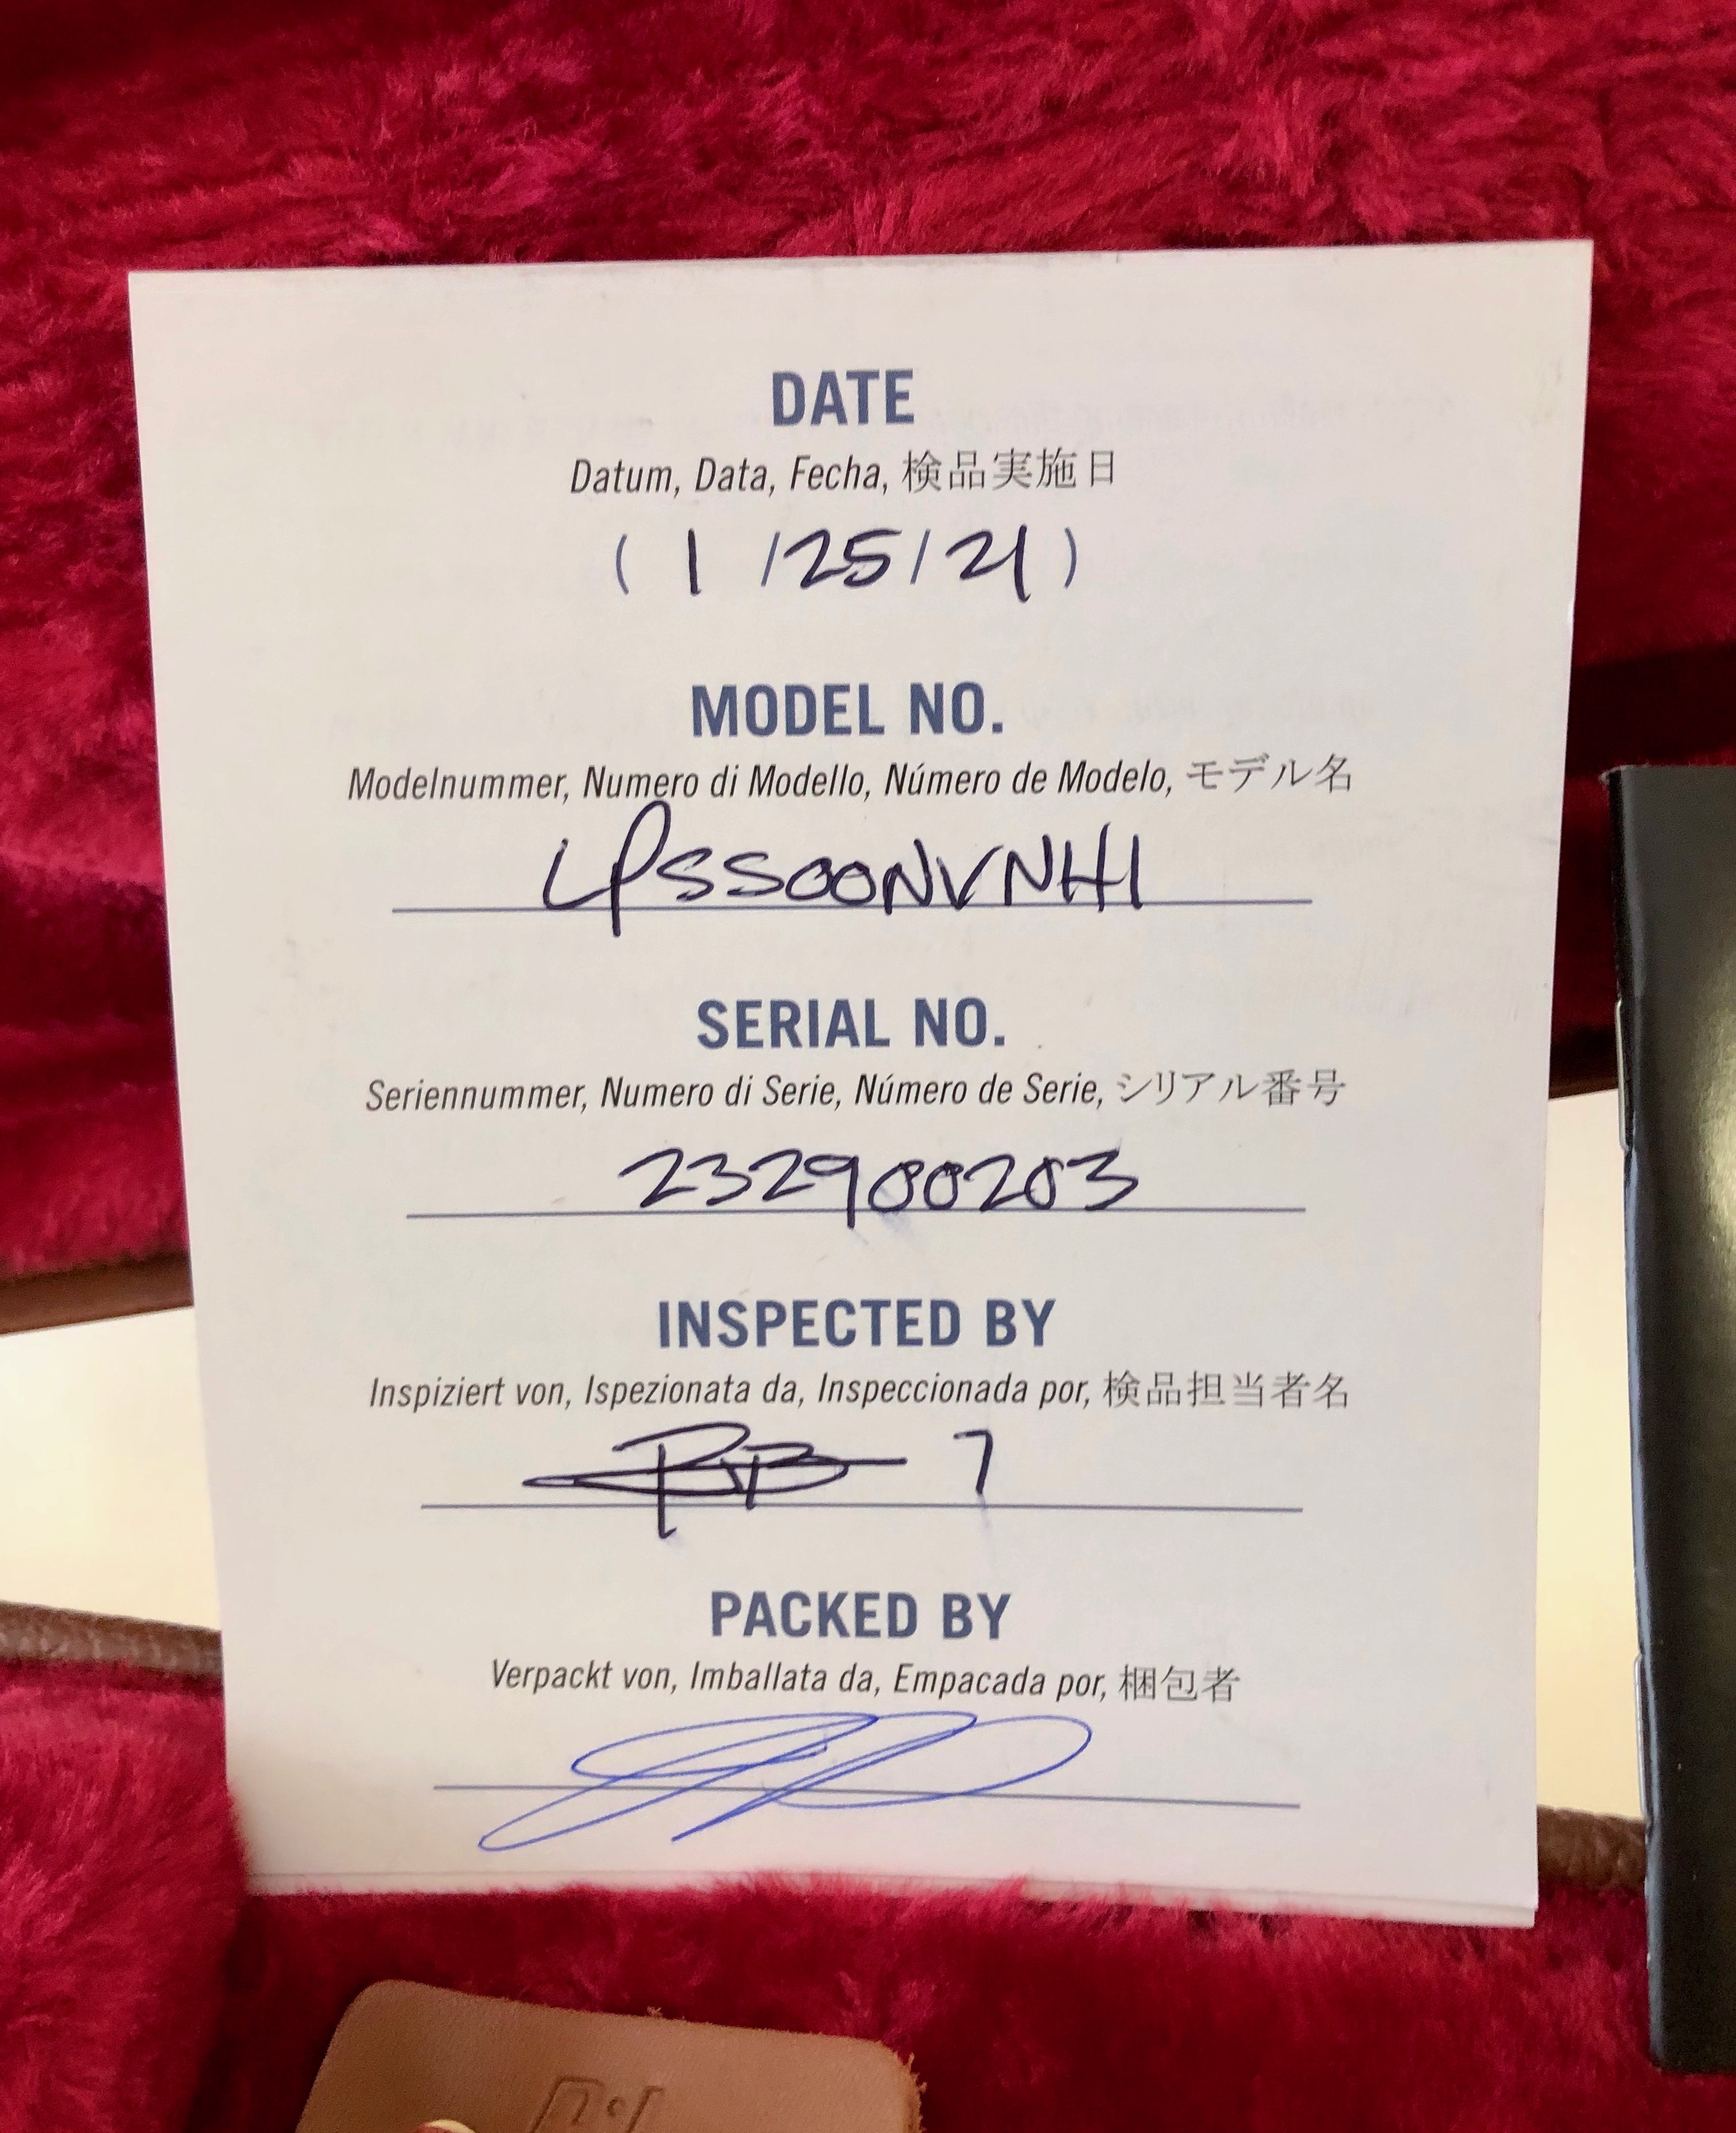 DATE
Datum, Data, Fecha, 検品実施日
( 1 /25/21)
MODEL NO.
Modelnummer, Numero di Modello, Número de Modelo, モデル名
LPSS00NVNH1
SERIAL NO.
Seriennummer, Numero di Serie, Número de Serie, シリアル番号
232900203
INSPECTED BY
Inspiziert von, Ispezionata da, Inspeccionada por, 検品担当者名
7
PACKED BY
Verpackt von, Imballata da, Empacada por, 梱包者